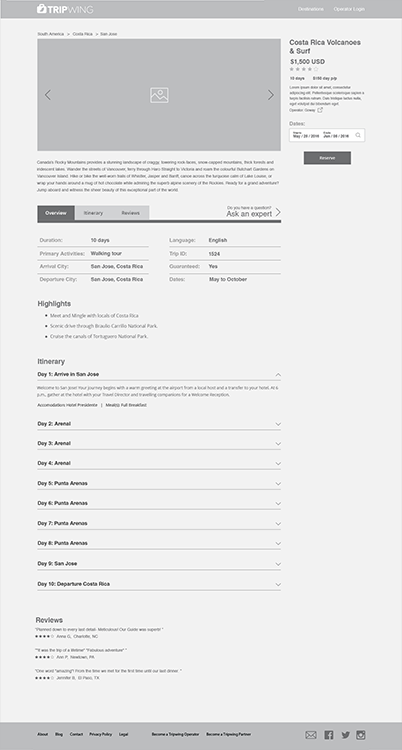 TRIPWING
Destinations Operator Login
South America > Costa Rica > San Jose
Costa Rica Volcanoes
& Surf
$1,500 USD
10 days $150 day p/p
Lorem ipsum dolor sit amet, consectetur
adipiscing elit. Pellentesque scelerisque sapien a
turpis
eget volutpat dui bibendum eget.
Operator: Goway
Dates:
May / 29 / 2016 Jan / 05 / 2016
Reserve
Canada's Rocky Mountains provides a stunning landscape of craggy, towering rock faces, snow-capped mountains, thick forests and
iridescent lakes. Wander the streets of Vancouver, ferry through Haro Straight to Victoria and roam the colourful Butchart Gardens on
Vancouver Island. Hike or bike the well-worn trails of Whistler, Jasper and Banff, canoe across the turquoise calm of Lake Louise, or
wrap your hands around a mug of hot chocolate while admiring the superb alpine scenery of the Rockies. Ready for a grand adventure?
Jump aboard and witness the sheer beauty of this exceptional part of the world.
Overview Itinerary Reviews
Do you have a question?
Ask an expert
Duration: 10 days Language: English
Primary Activities: Walking tour Trip ID: 1524
Arrival City: San Jose, Costa Rica Guaranteed: Yes
Departure City: San Jose, Costa Rica Dates: May to October
Highlights
Meet and Mingle with locals of Costa Rica
Scenic drive through Braulio Carrillo National Park.
Cruise the canals of Tortuguero National Park.
Itinerary
Day 1: Arrive in San Jose
Welcome to San Jose! Your journey begins with a warm greeting at the airport from a local host and a transfer to your hotel. At 6
p.m., gather at the hotel with your Travel Director and travelling companions for a Welcome Reception.
Accomodation: Hotel Presidente | Meal(s): Full Breakfast
Day 2: Arenal
Day 3: Arenal
Day 4: Arenal
Day 5: Punta Arenas
Day 6: Punta Arenas
Day 7: Punta Arenas
Day 8: Punta Arenas
Day 9: San Jose
Day 10: Departure Costa Rica
Reviews
"Planned down to every last detail. Meticulous! Our Guide was superb! "
Anna G, Charlotte, NC
""It was the trip of a lifetime" "Fabulous adventure" "
Ann P, Newtown, PA
"One word "amazing"! From the time we met for the first time until our last dinner. "
Jennifer B, El Paso, TX
About Blog Contact Privacy Policy Legal Become a Tripwing Operator Become a Tripwing Partner